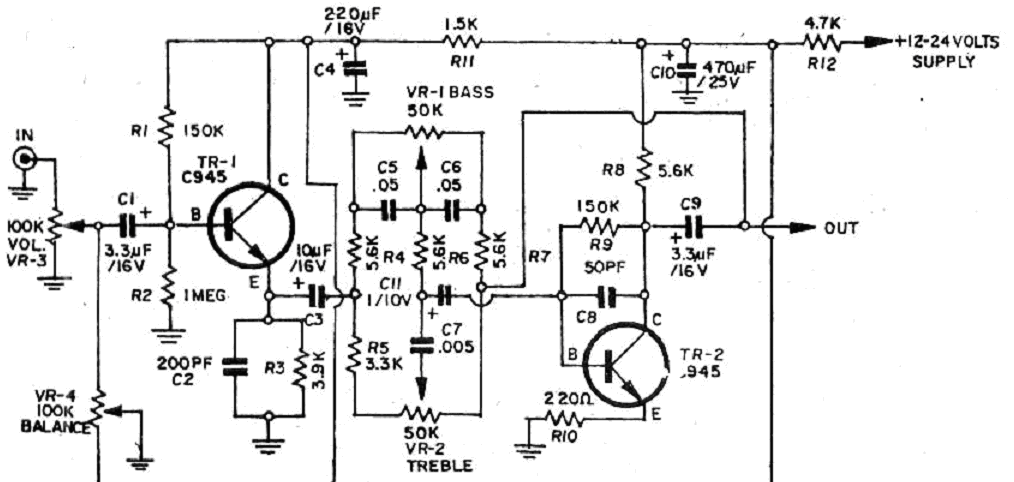 220µF
/16V
C4
1.5K
R11
4.7K
R12
+12-24 VOLTS
SUPPLY
C10
470µF
/25V
VR-1 BASS
50K
R1
150K
IN
TR-1
C945
C
B
E
C5
.05
C6
.05
R8
5.6K
C1
3.3µF
/16V
100K
VOL.
VR-3
10µF
/16V
C3
5.6K
R4
5.6K
R6
5.6K
R7
150K
R9
C9
3.3µF
/16V
OUT
50PF
C8
R2
1MEG
C11
1/10V
C7
.005
R5
3.3K
200PF
C2
R3
3.9K
B
C
E
TR-2
C945
VR-4
100K
BALANCE
50K
VR-2
TREBLE
220Ω
R10